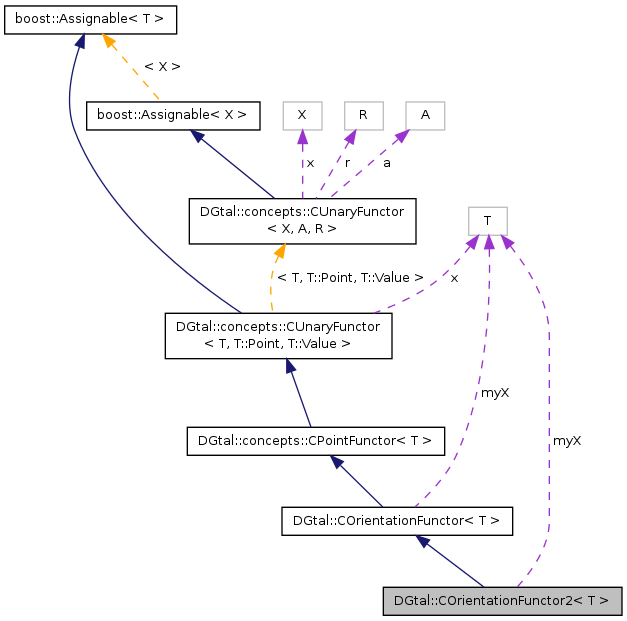 boost::Assignable< T >
< X >
boost::Assignable< X >
X
R
A
x
r
a
DGtal::concepts::CUnaryFunctor
< X, A, R >
T
< T, T::Point, T::Value >
x
DGtal::concepts::CUnaryFunctor
< T, T::Point, T::Value >
myX
DGtal::concepts::CPointFunctor< T >
myX
DGtal::COrientationFunctor< T >
DGtal::COrientationFunctor2< T >